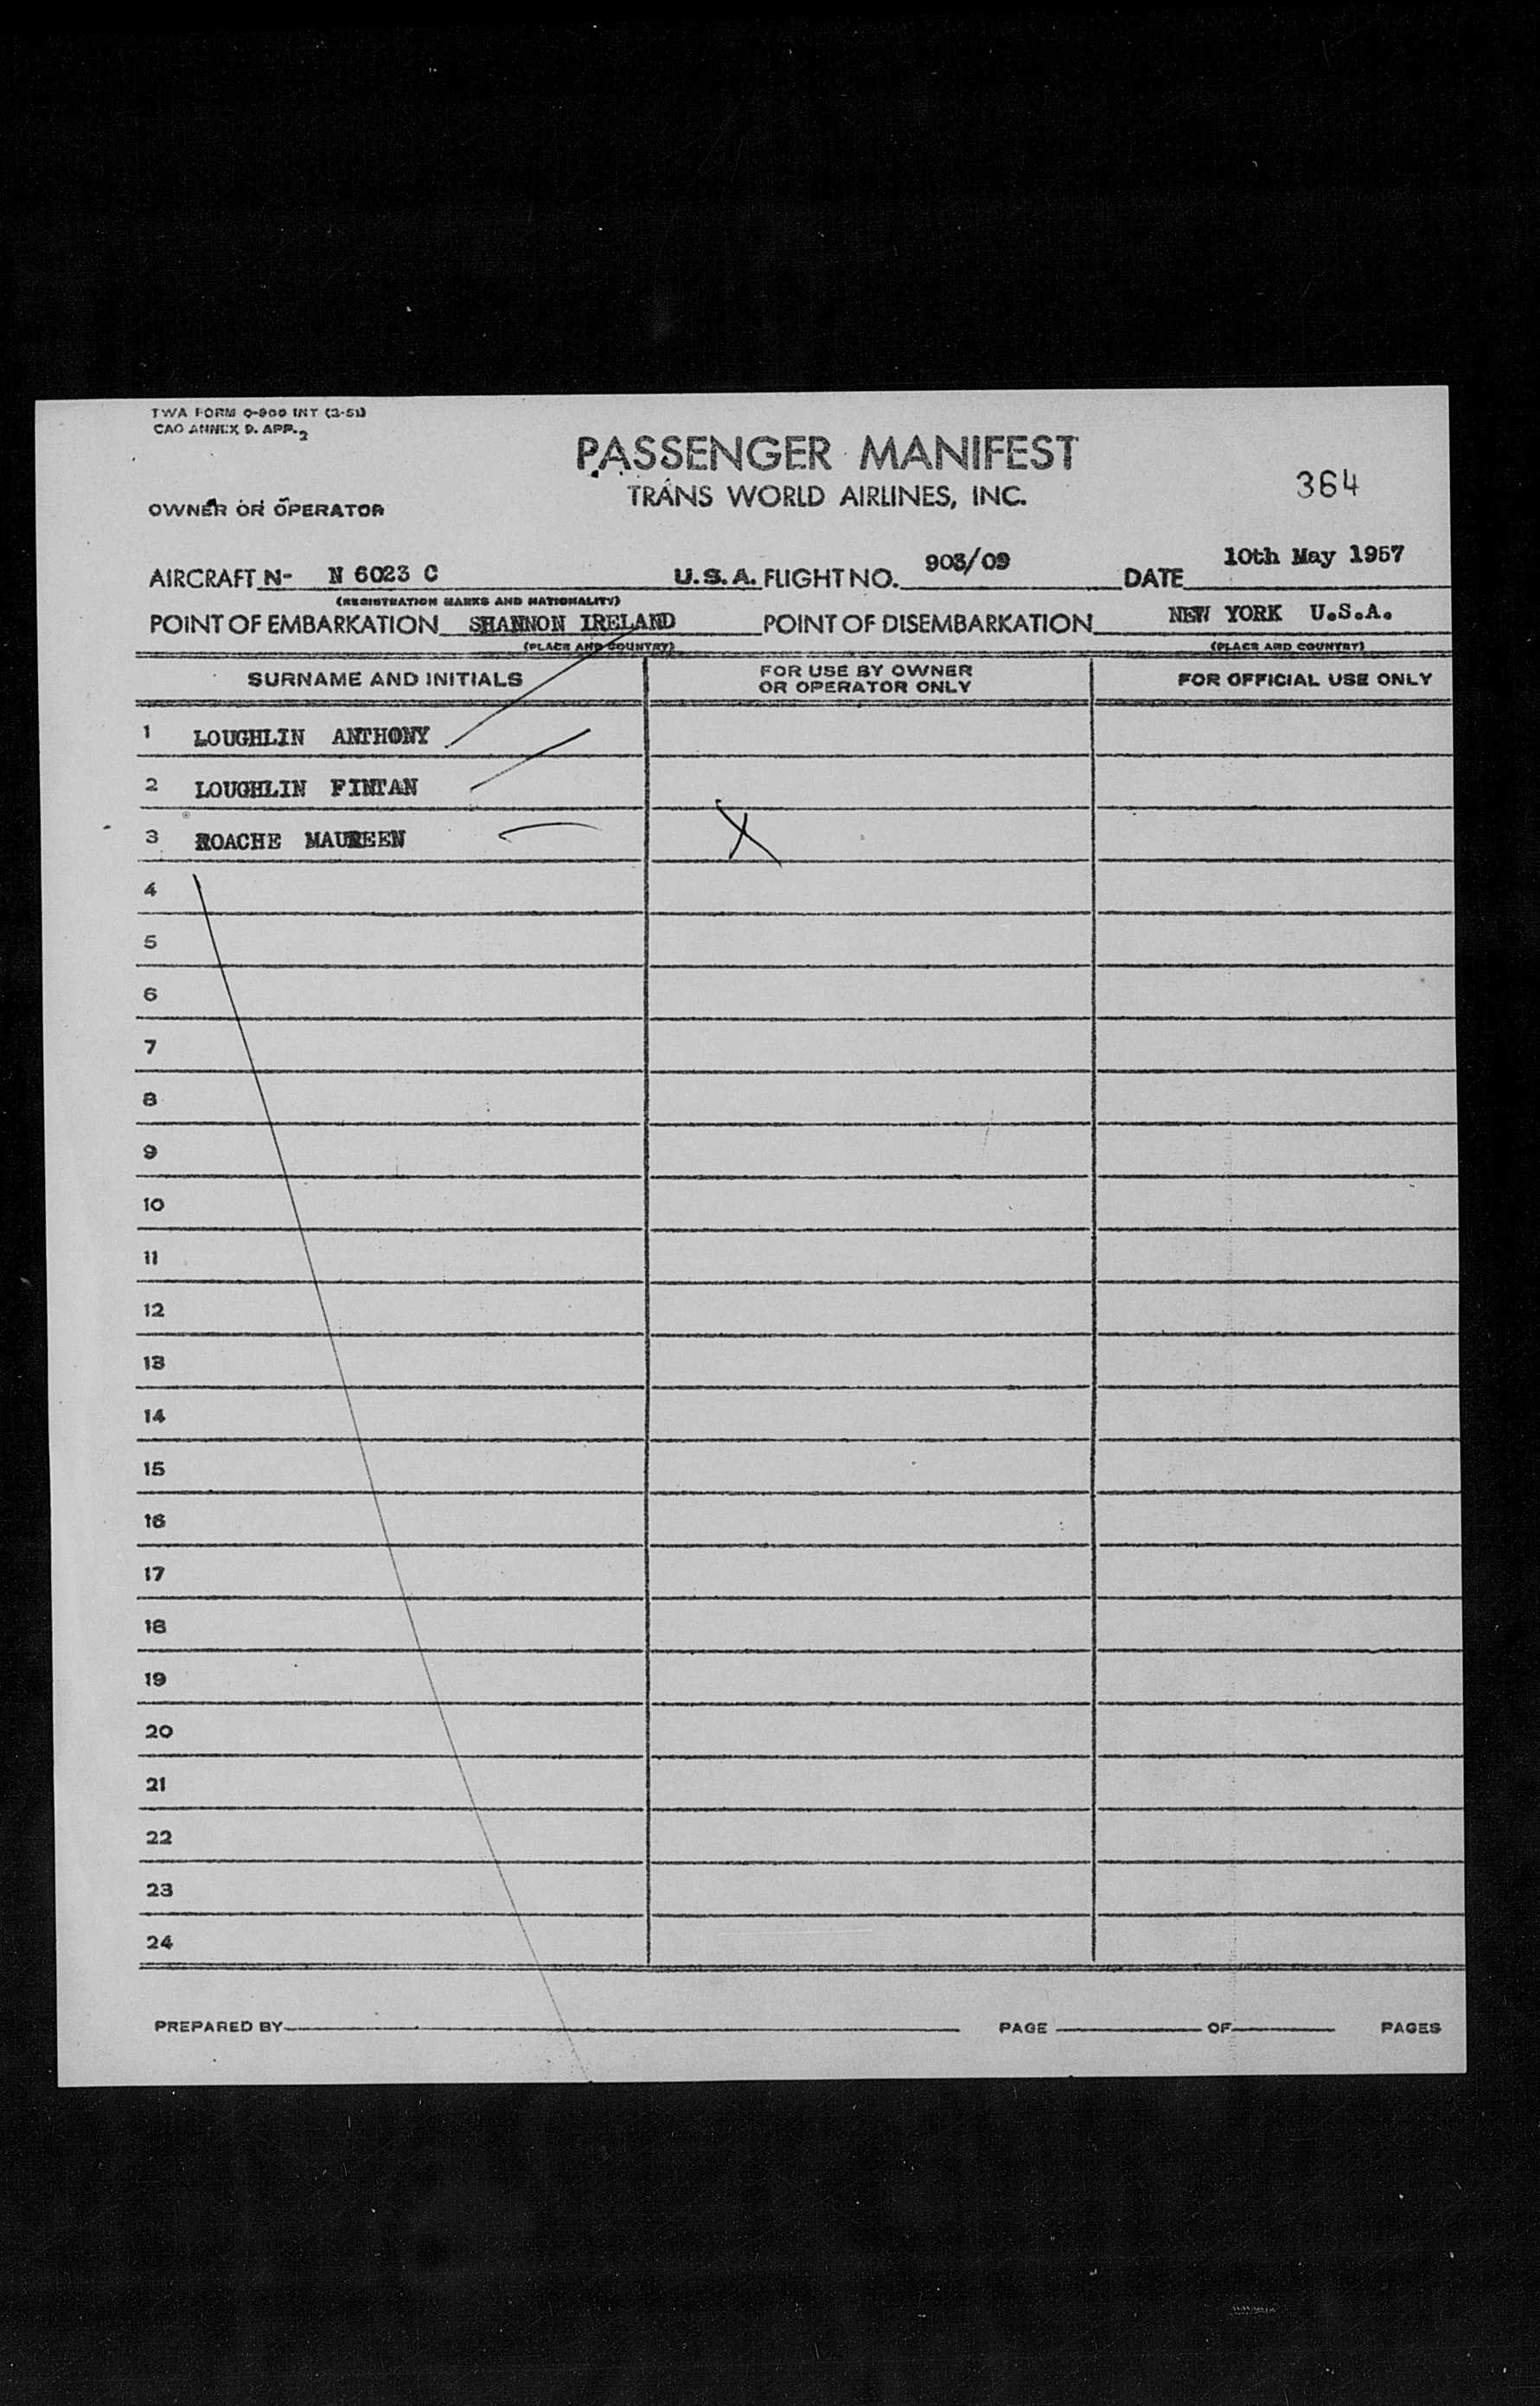 TWA FORM O-900 INT (3-51)
CAO ANNEX 9. APP. 2
PASSENGER MANIFEST
TRANS WORLD AIRLINES, INC.
364
OWNER OR OPERATOR
AIRCRAFT N- N 6023 C U.S.A. FLIGHT NO. 903/09 DATE 10th May 1957
(REGISTRATION MARKS AND NATIONALITY)
POINT OF EMBARKATION SHANNON IRELAND POINT OF DISEMBARKATION NEW YORK U.S.A.
(PLACE AND COUNTRY) (PLACE AND COUNTRY)
SURNAME AND INITIALS FOR USE BY OWNER OR OPERATOR ONLY FOR OFFICIAL USE ONLY
1 LOUGHLIN ANTHONY
2 LOUGHLIN FINTAN
3 ROACHE MAUREEN X
4
5
6
7
8
9
10
11
12
13
14
15
16
17
18
19
20
21
22
23
24
PREPARED BY PAGE OF PAGES